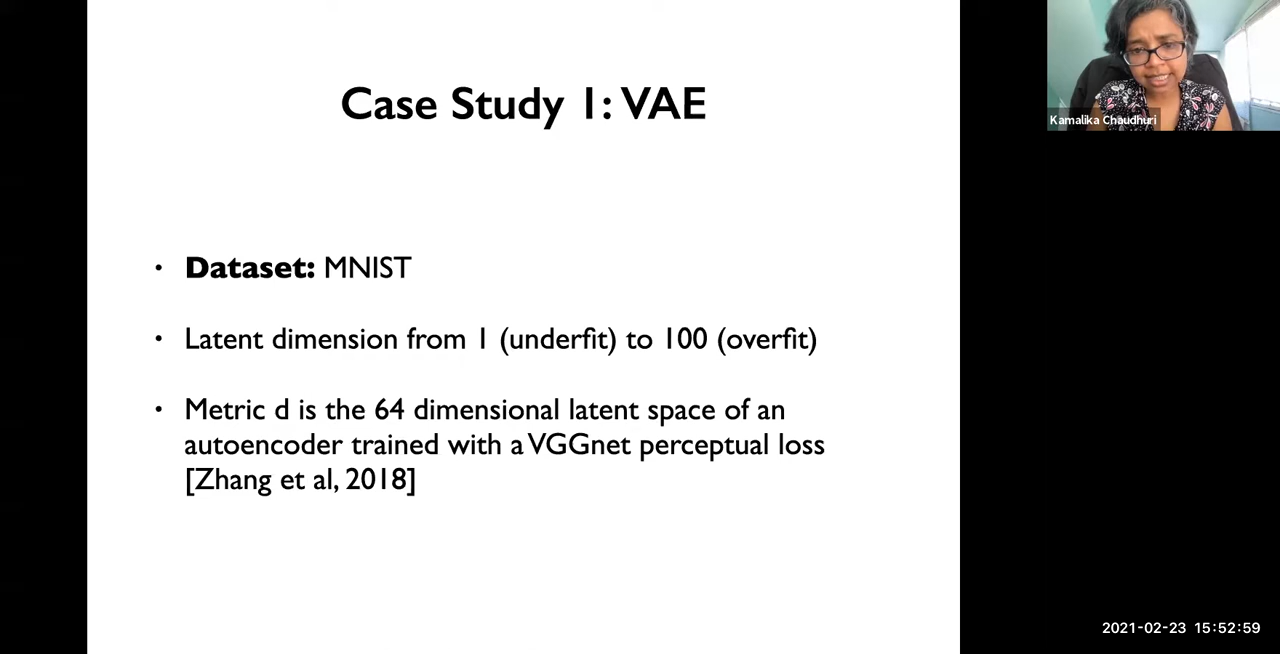 Case Study 1: VAE
Kamalika Chaudhuri
• Dataset: MNIST
• Latent dimension from 1 (underfit) to 100 (overfit)
• Metric d is the 64 dimensional latent space of an
autoencoder trained with a VGGnet perceptual loss
[Zhang et al, 2018]
2021-02-23 15:52:59